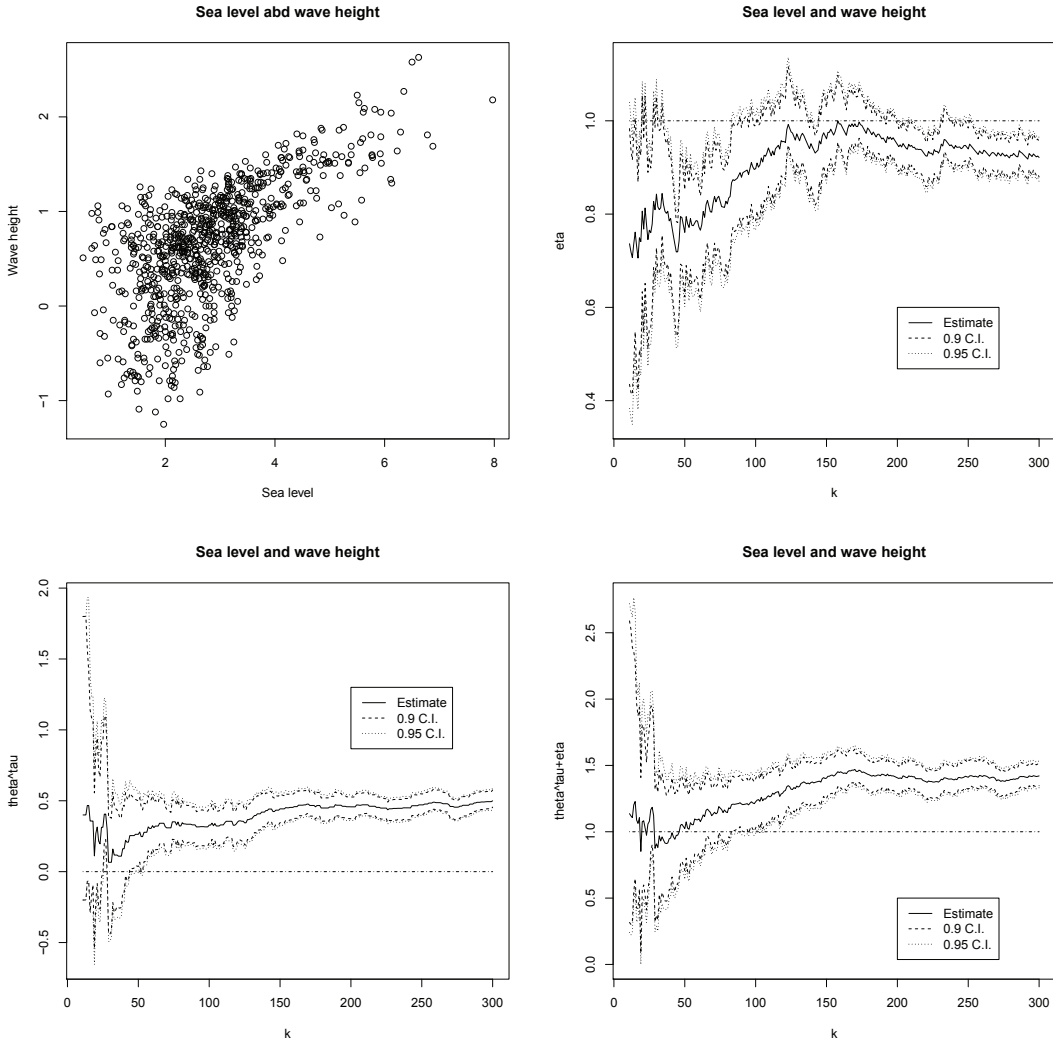 Sea level abd wave height
2
1
0
−1
Wave height
2
4
6
8
Sea level
Sea level and wave height
1.0
0.8
0.6
0.4
eta
Estimate
0.9 C.I.
0.95 C.I.
0
50
100
150
200
250
300
k
Sea level and wave height
2.0
1.5
1.0
0.5
0.0
−0.5
theta^tau
Estimate
0.9 C.I.
0.95 C.I.
0
50
100
150
200
250
300
k
Sea level and wave height
2.5
2.0
1.5
1.0
0.5
0.0
theta^tau+eta
Estimate
0.9 C.I.
0.95 C.I.
0
50
100
150
200
250
300
k